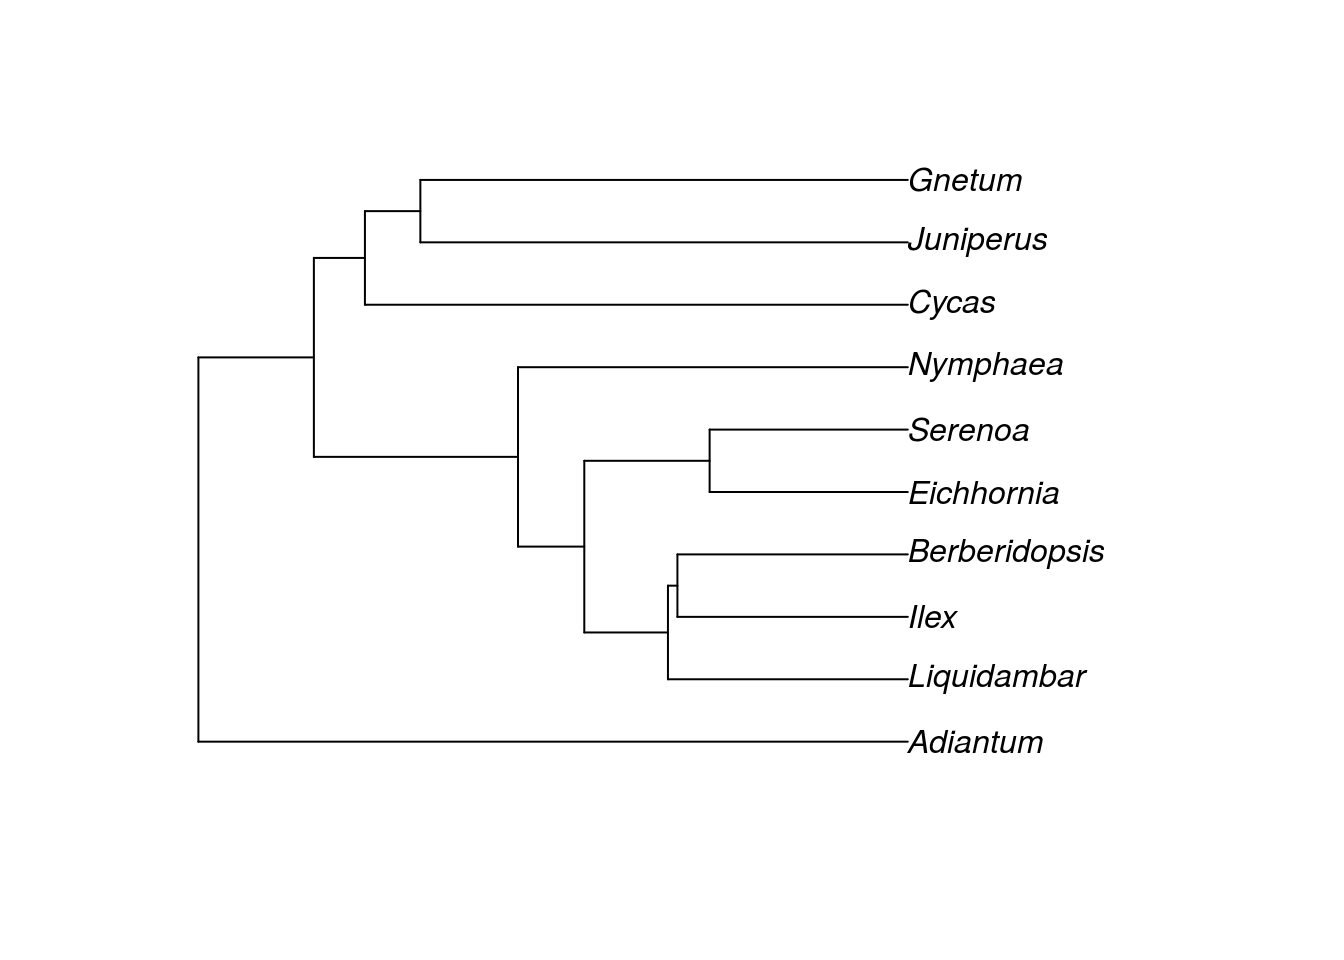 Gnetum
Juniperus
Cycas
Nymphaea
Serenoa
Eichhornia
Berberidopsis
Ilex
Liquidambar
Adiantum